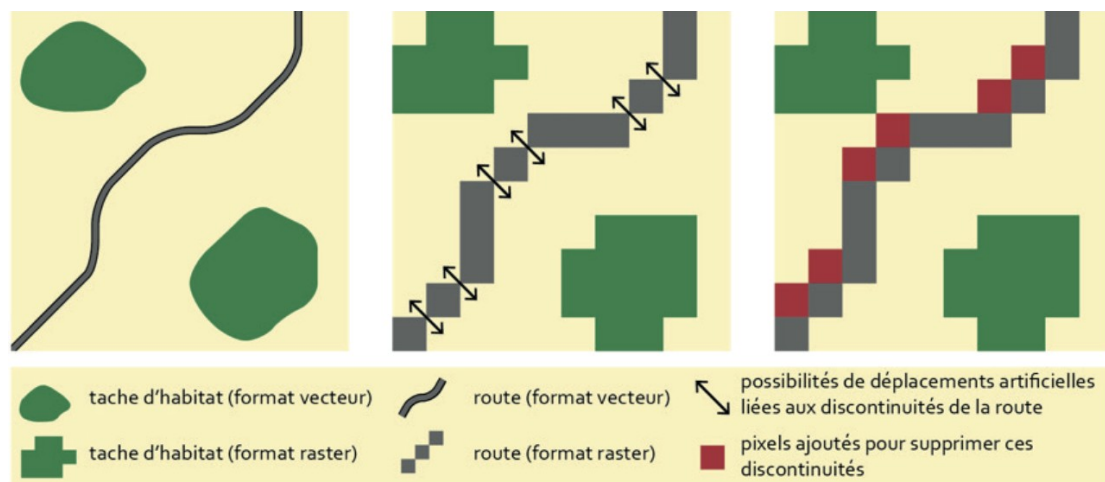 tache d'habitat (format vecteur)
tache d'habitat (format raster)
route (format vecteur)
route (format raster)
possibilités de déplacements artificielles
liées aux discontinuités de la route
pixels ajoutés pour supprimer ces
discontinuités